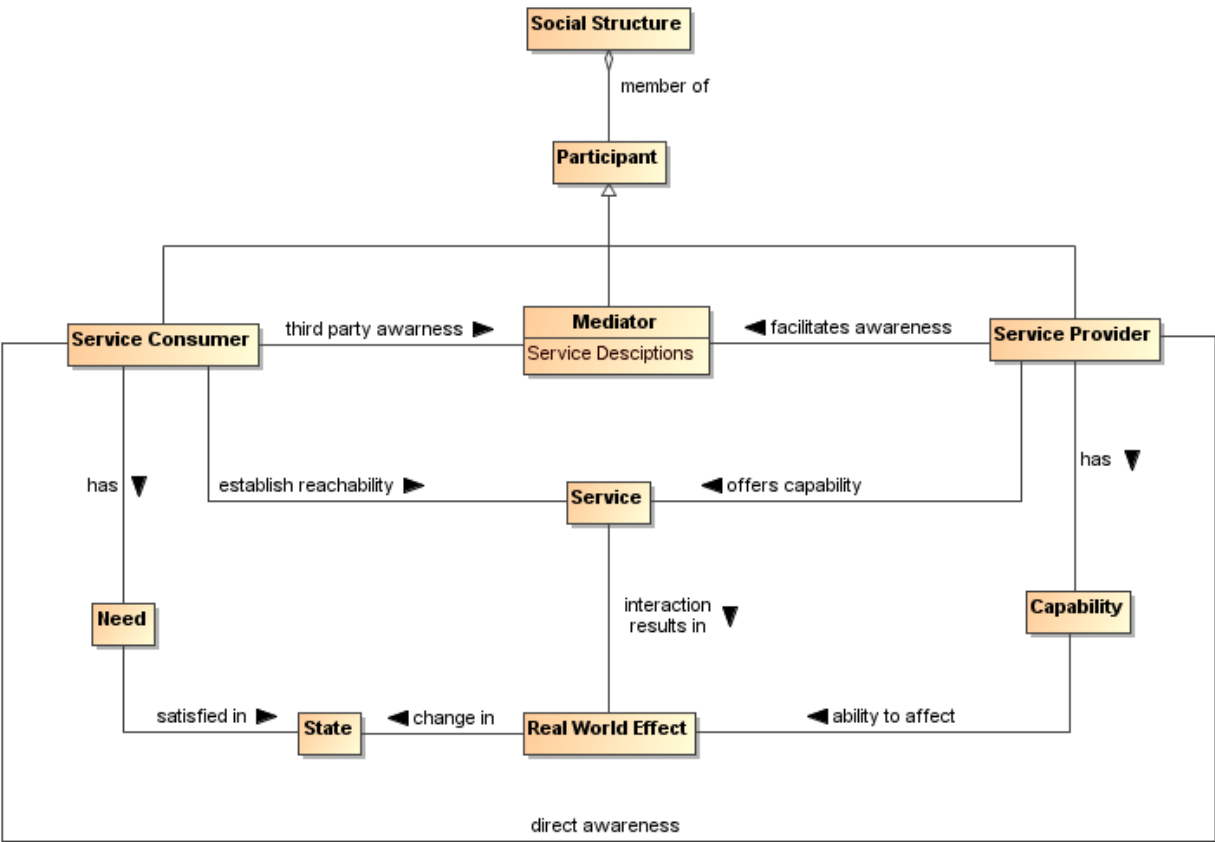 Social Structure
member of
Participant
third party awarness
Mediator
facilitates awareness
Service Consumer
Service Desciptions
Service Provider
has
establish reachability
Service
offers capability
has
Need
interaction
results in
Capability
satisfied in
State
change in
Real World Effect
ability to affect
direct awareness